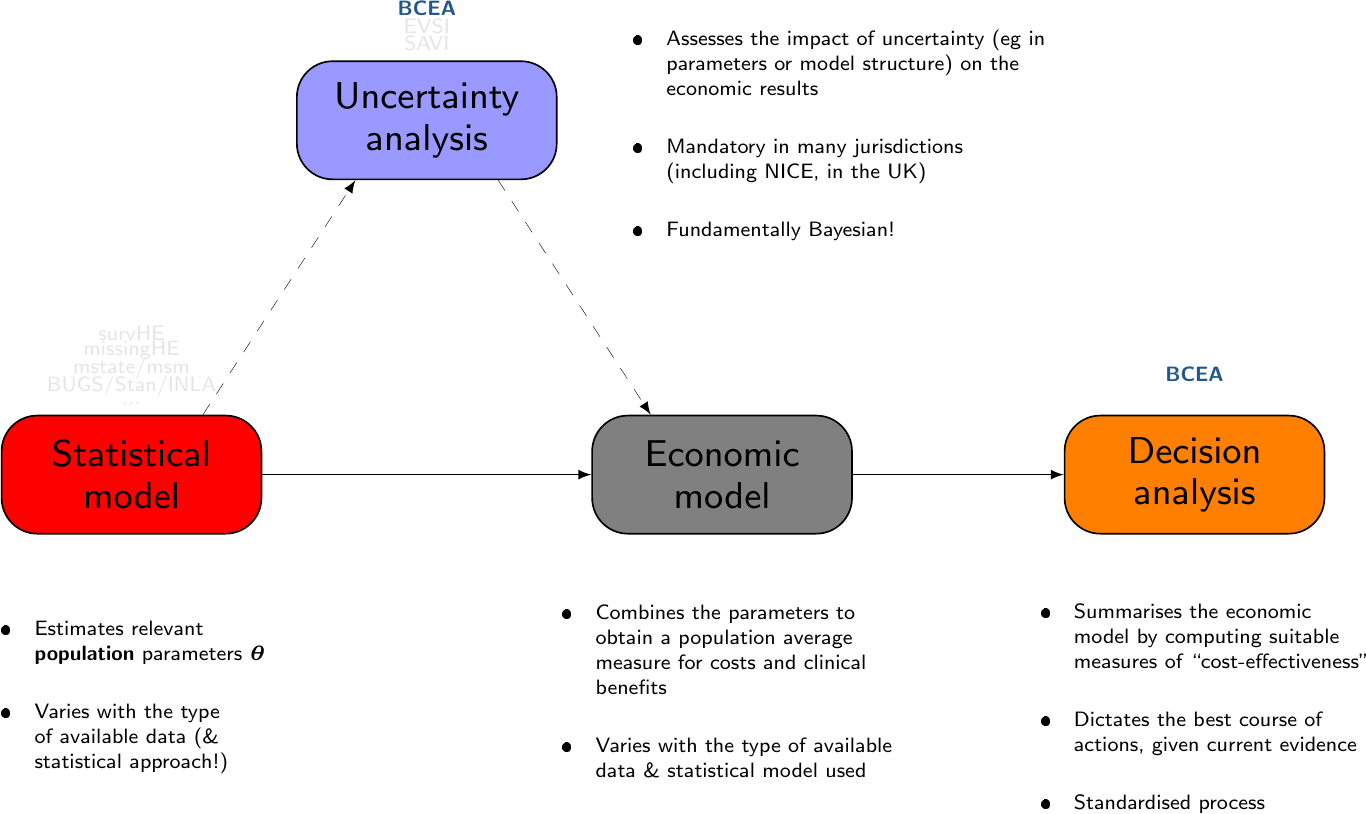 BCEA
EVSI
SAVI
Uncertainty
analysis
• Assesses the impact of uncertainty (eg in
parameters or model structure) on the
economic results
• Mandatory in many jurisdictions
(including NICE, in the UK)
• Fundamentally Bayesian!
survHE
missingHE
mstate/msm
BUGS/Stan/INLA
...
Statistical
model
• Estimates relevant
population parameters θ
• Varies with the type
of available data (&
statistical approach!)
Economic
model
• Combines the parameters to
obtain a population average
measure for costs and clinical
benefits
• Varies with the type of available
data & statistical model used
BCEA
Decision
analysis
• Summarises the economic
model by computing suitable
measures of “cost-effectiveness”
• Dictates the best course of
actions, given current evidence
• Standardised process